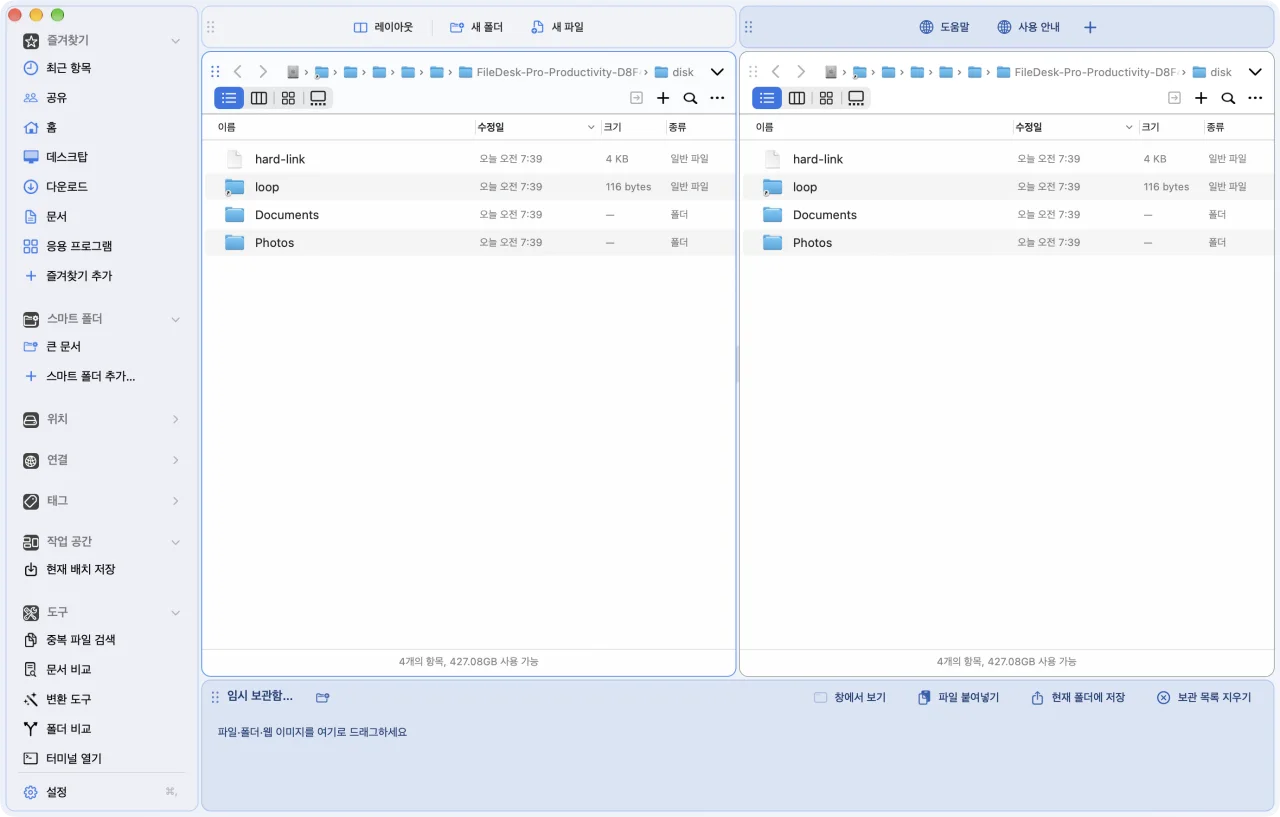 즐겨찾기
최근 항목
공유
홈
데스크탑
다운로드
문서
응용 프로그램
즐겨찾기 추가
스마트 폴더
큰 문서
스마트 폴더 추가...
위치
연결
태그
작업 공간
현재 배치 저장
도구
중복 파일 검색
문서 비교
변환 도구
폴더 비교
터미널 열기
설정 ⌘,
레이아웃 새 폴더 새 파일
FileDesk-Pro-Productivity-D8F disk
이름 수정일 크기 종류
hard-link 오늘 오전 7:39 4 KB 일반 파일
loop 오늘 오전 7:39 116 bytes 일반 파일
Documents 오늘 오전 7:39 — 폴더
Photos 오늘 오전 7:39 — 폴더
4개의 항목, 427.08GB 사용 가능
도움말 사용 안내
FileDesk-Pro-Productivity-D8F disk
이름 수정일 크기 종류
hard-link 오늘 오전 7:39 4 KB 일반 파일
loop 오늘 오전 7:39 116 bytes 일반 파일
Documents 오늘 오전 7:39 — 폴더
Photos 오늘 오전 7:39 — 폴더
4개의 항목, 427.08GB 사용 가능
임시 보관함... 창에서 보기 파일 붙여넣기 현재 폴더에 저장 보관 목록 지우기
파일·폴더·웹 이미지를 여기로 드래그하세요